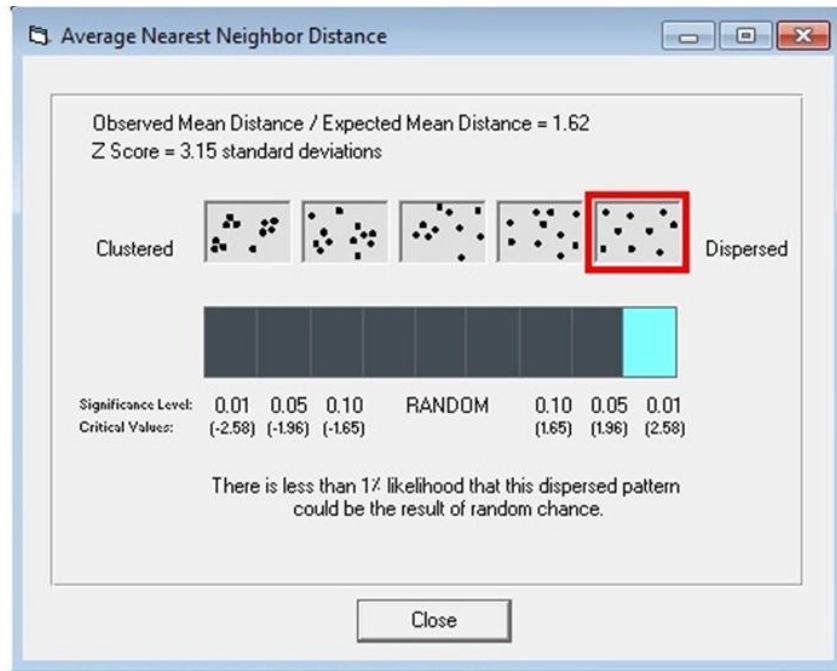 Average Nearest Neighbor Distance
Observed Mean Distance / Expected Mean Distance = 1.62
Z Score = 3.15 standard deviations
Clustered
Dispersed
Significance Level: 0.01 0.05 0.10 RANDOM 0.10 0.05 0.01
Critical Values: (-2.58) (-1.96) (-1.65) (1.65) (1.96) (2.58)
There is less than 1% likelihood that this dispersed pattern
could be the result of random chance.
Close